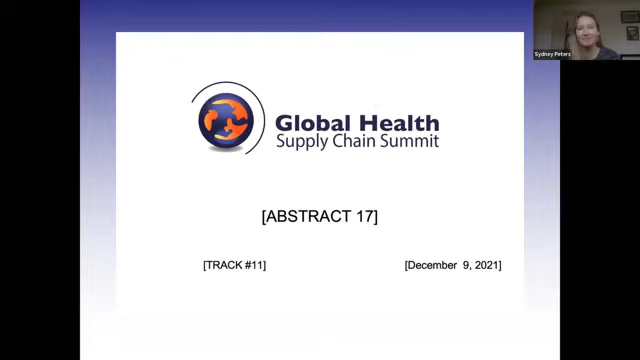 Sydney Peters
Global Health
Supply Chain Summit
[ABSTRACT 17]
[TRACK #11]
[December 9, 2021]